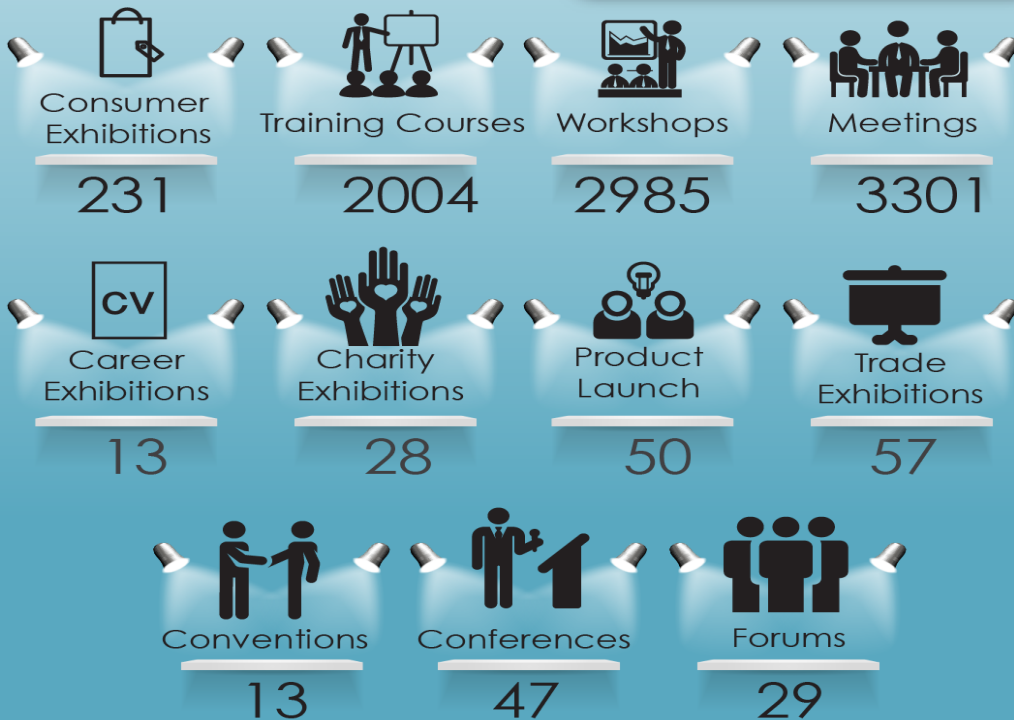 Consumer
Exhibitions
Training Courses
Workshops
Meetings
231
2004
2985
3301
CV
Career
Exhibitions
Charity
Exhibitions
Product
Launch
Trade
Exhibitions
13
28
50
57
Conventions
Conferences
Forums
13
47
29